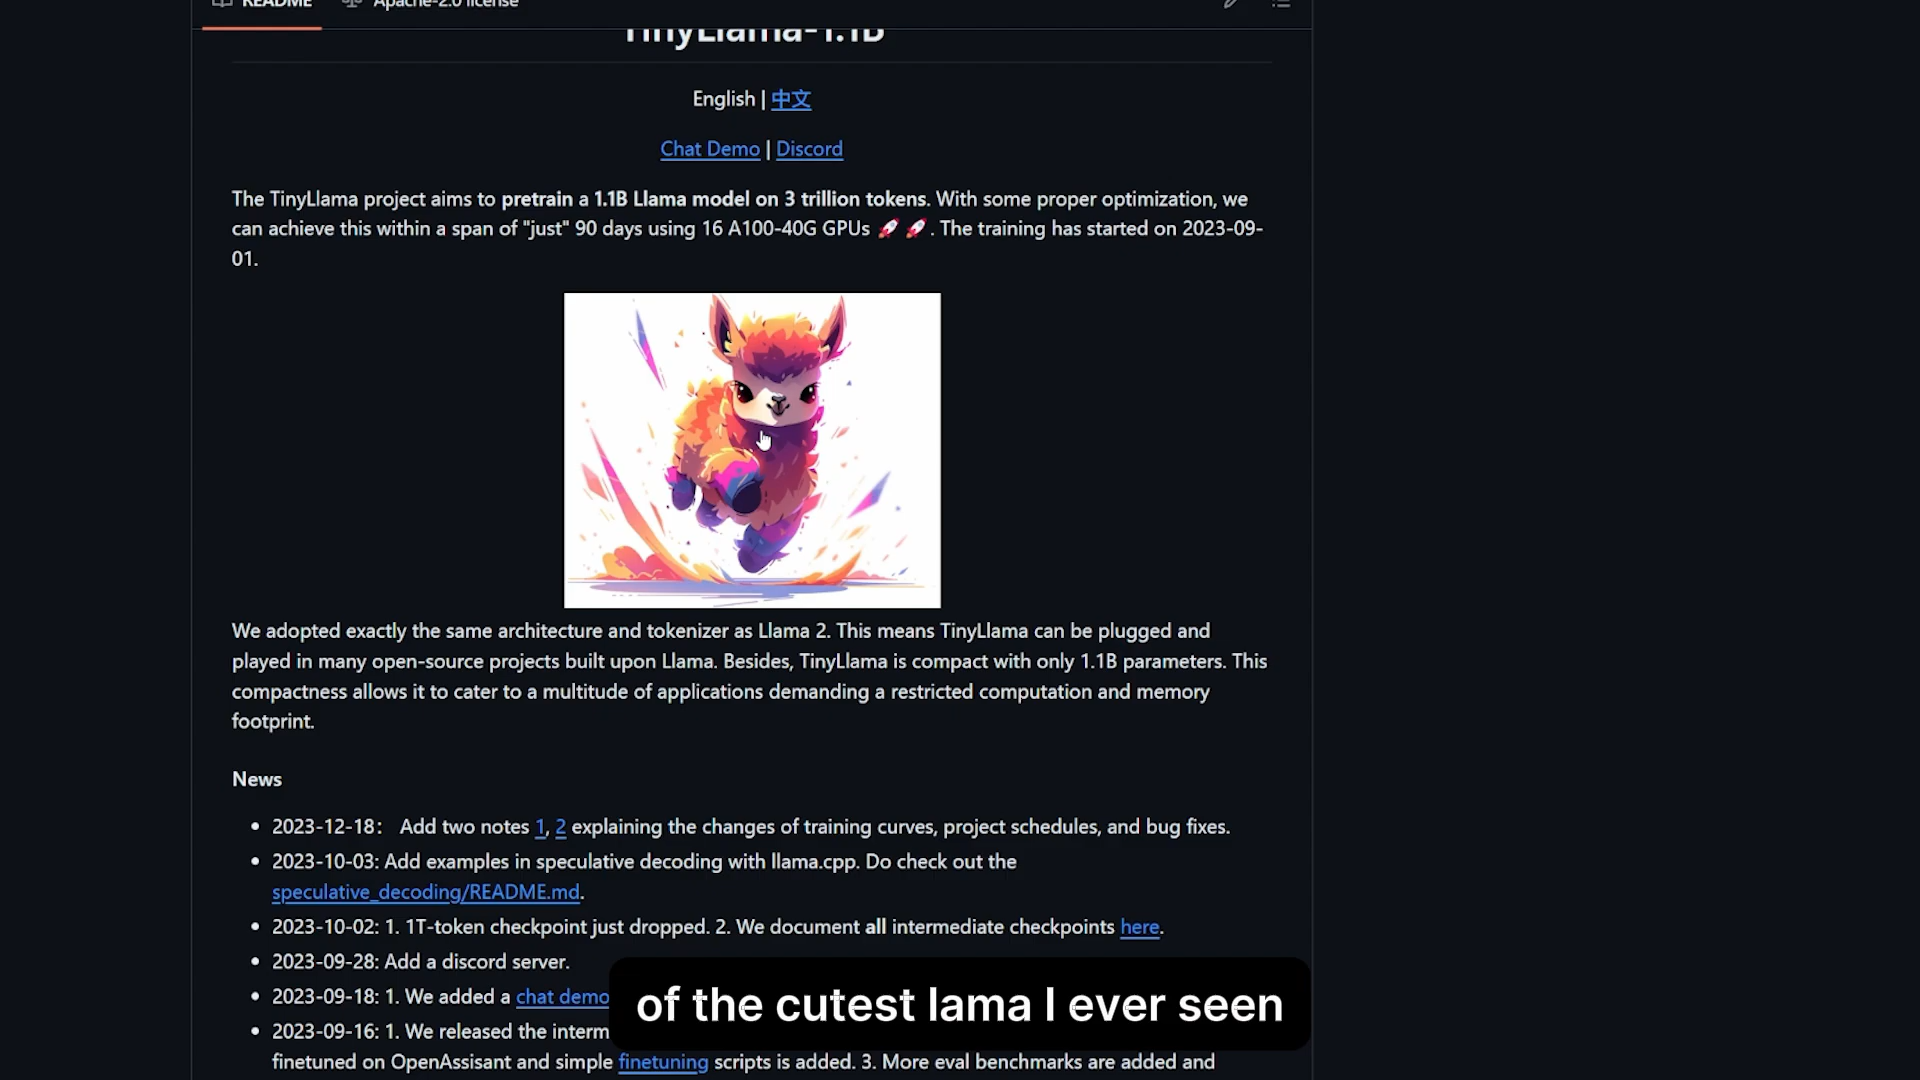 README Apache-2.0 license
TinyLlama-1.1B
English | 中文
Chat Demo | Discord
The TinyLlama project aims to pretrain a 1.1B Llama model on 3 trillion tokens. With some proper optimization, we
can achieve this within a span of "just" 90 days using 16 A100-40G GPUs 🚀🚀. The training has started on 2023-09-
01.
We adopted exactly the same architecture and tokenizer as Llama 2. This means TinyLlama can be plugged and
played in many open-source projects built upon Llama. Besides, TinyLlama is compact with only 1.1B parameters. This
compactness allows it to cater to a multitude of applications demanding a restricted computation and memory
footprint.
News
• 2023-12-18： Add two notes 1, 2 explaining the changes of training curves, project schedules, and bug fixes.
• 2023-10-03: Add examples in speculative decoding with llama.cpp. Do check out the
speculative_decoding/README.md.
• 2023-10-02: 1. 1T-token checkpoint just dropped. 2. We document all intermediate checkpoints here.
• 2023-09-28: Add a discord server.
• 2023-09-18: 1. We added a chat demo
• 2023-09-16: 1. We released the interm
finetuned on OpenAssisant and simple finetuning scripts is added. 3. More eval benchmarks are added and
of the cutest lama I ever seen